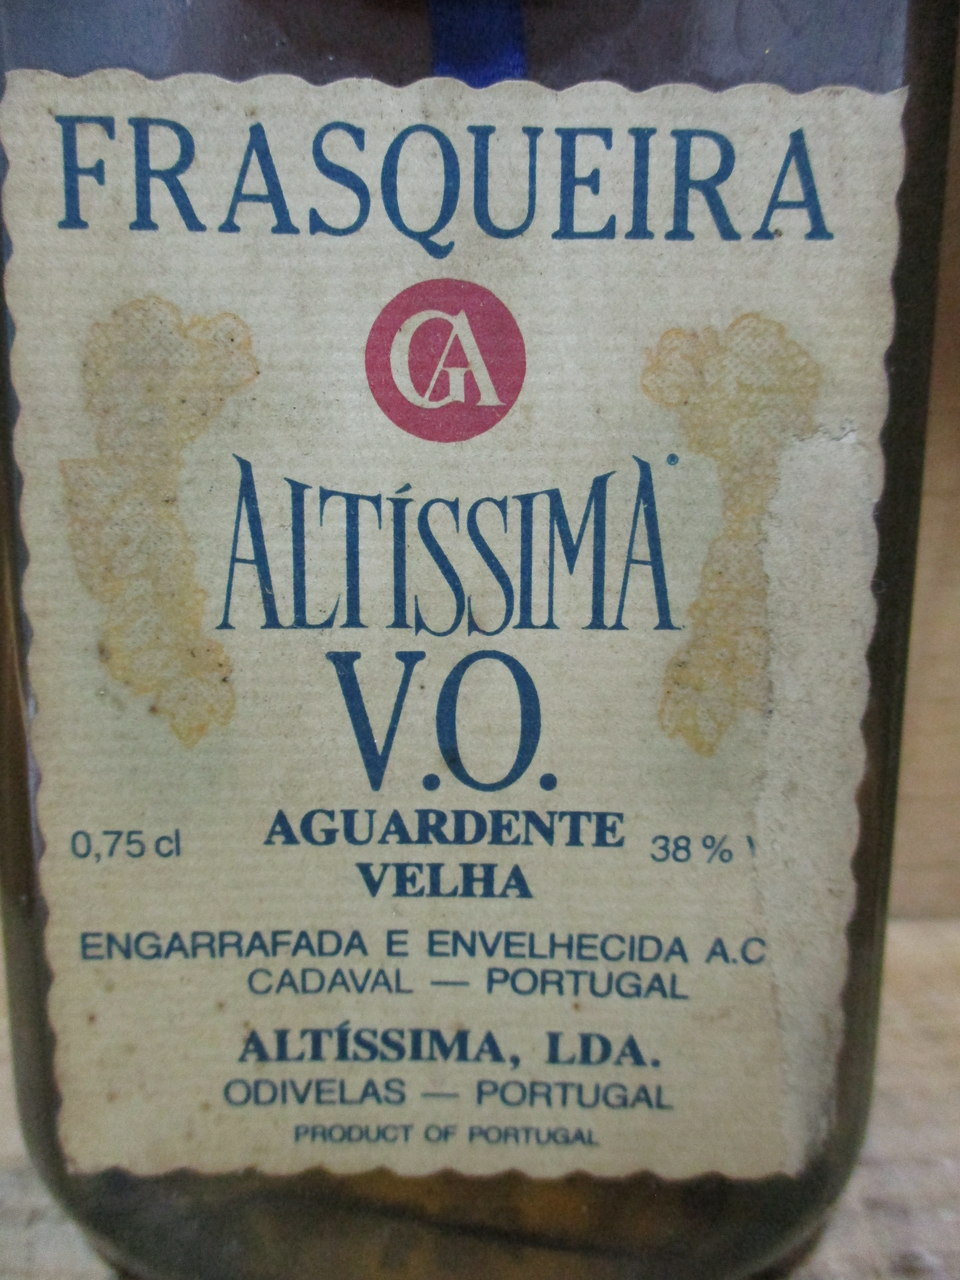 FRASQUEIRA
GA
ALTÍSSIMA®
V.O.
AGUARDENTE
0,75 cl
38 %
VELHA
ENGARRAFADA E ENVELHECIDA A.C
CADAVAL — PORTUGAL
ALTÍSSIMA, LDA.
ODIVELAS — PORTUGAL
PRODUCT OF PORTUGAL